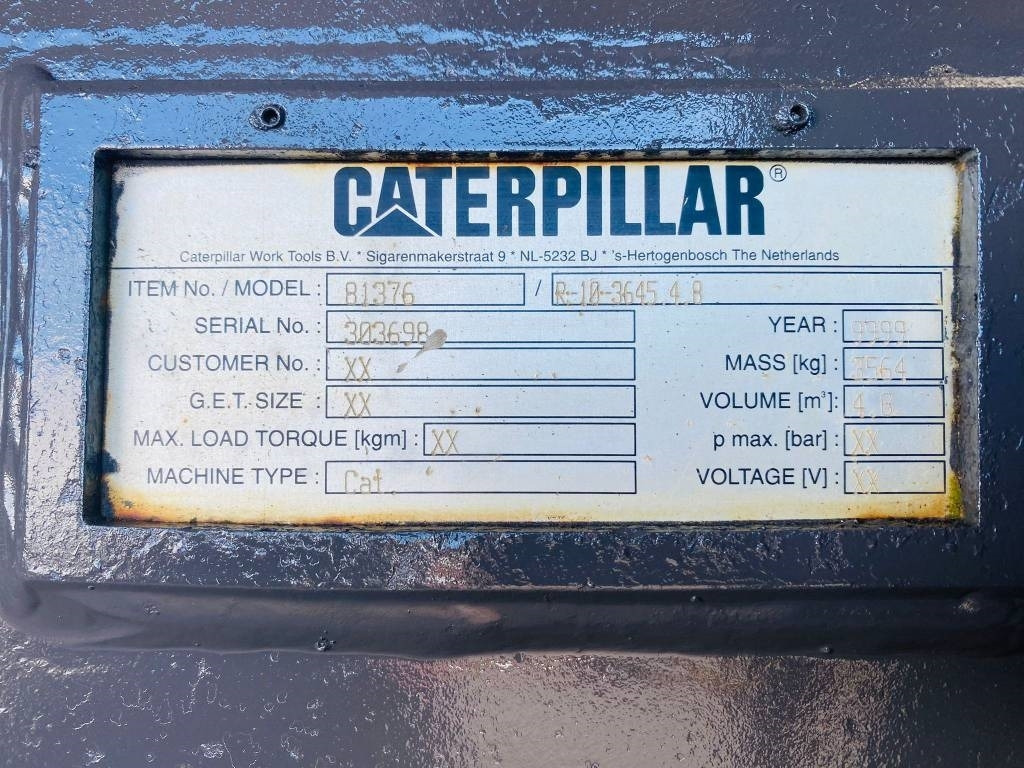 CATERPILLAR®
Caterpillar Work Tools B.V. * Sigarenmakerstraat 9 * NL-5232 BJ * 's-Hertogenbosch The Netherlands
ITEM No. / MODEL : 81376 / R-10-3645 4.8
SERIAL No. : 303698 YEAR :
CUSTOMER No. : XX MASS [kg] : 3564
G.E.T. SIZE : XX VOLUME [m³]:
MAX. LOAD TORQUE [kgm] : XX p max. [bar] : XX
MACHINE TYPE : Cat. VOLTAGE [V] : XX